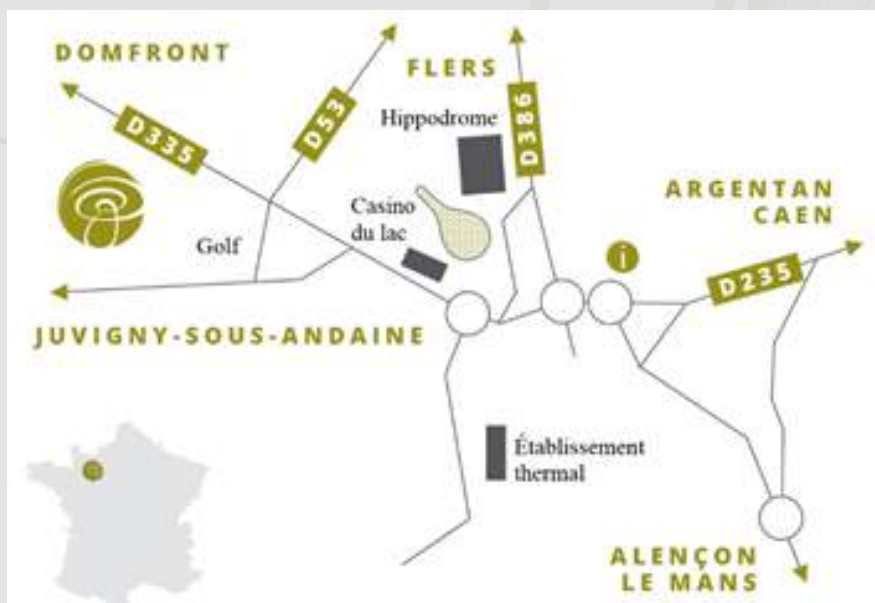 DOMFRONT
D335
D53
FLERS
Hippodrome
D386
ARGENTAN
CAEN
Casino
du lac
Golf
i
D235
JUVIGNY-SOUS-ANDAINE
Établissement
thermal
ALENÇON
LE MANS